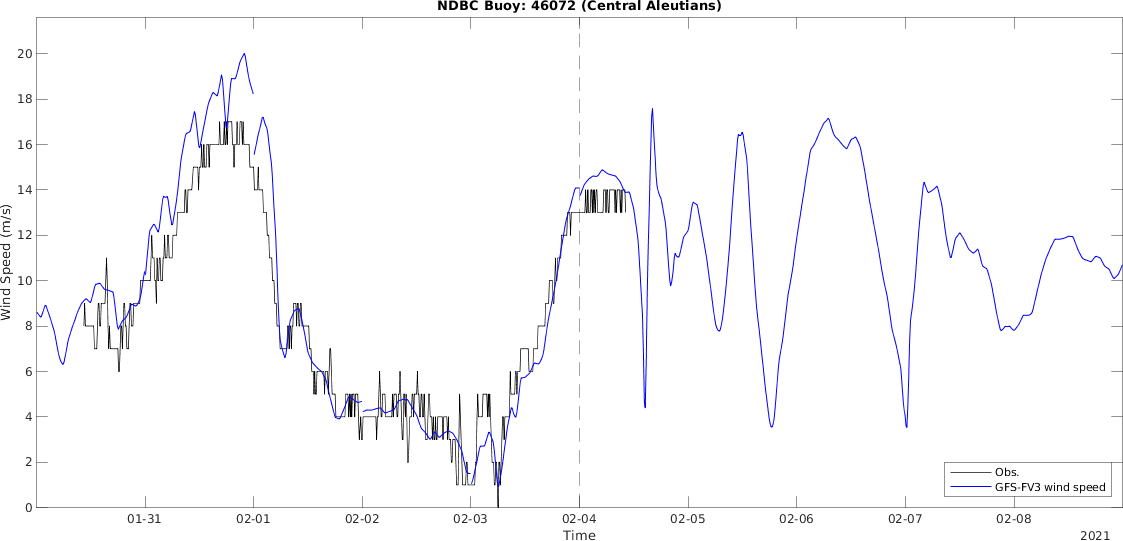 NDBC Buoy: 46072 (Central Aleutians)
20
18
16
14
12
10
8
6
4
2
0
Wind Speed (m/s)
Obs.
GFS-FV3 wind speed
01-31 02-01 02-02 02-03 02-04 02-05 02-06 02-07 02-08
Time
2021